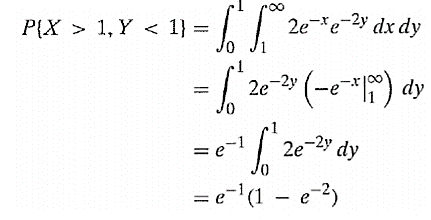 P{X > 1, Y < 1} = ∫₀¹ ∫₁^∞ 2e^{-x}e^{-2y} dx dy
= ∫₀¹ 2e^{-2y} (-e^{-x}|₁^∞) dy
= e^{-1} ∫₀¹ 2e^{-2y} dy
= e^{-1}(1 - e^{-2})